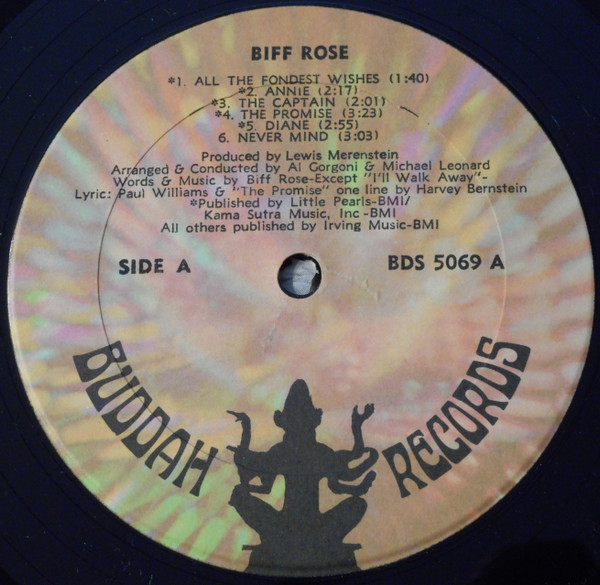 BIFF ROSE
*1. ALL THE FONDEST WISHES (1:40)
*2. ANNIE (2:17)
*3. THE CAPTAIN (2:01)
*4. THE PROMISE (3:23)
*5. DIANE (2:55)
6. NEVER MIND (3:03)
Produced by Lewis Merenstein
Arranged & Conducted by Al Gorgoni & Michael Leonard
Words & Music by Biff Rose-Except "I'll Walk Away"-
Lyric: Paul Williams & "The Promise" one line by Harvey Bernstein
*Published by Little Pearls-BMI/
Kama Sutra Music, Inc-BMI
All others published by Irving Music-BMI
SIDE A
BDS 5069 A
BUDDAH RECORDS